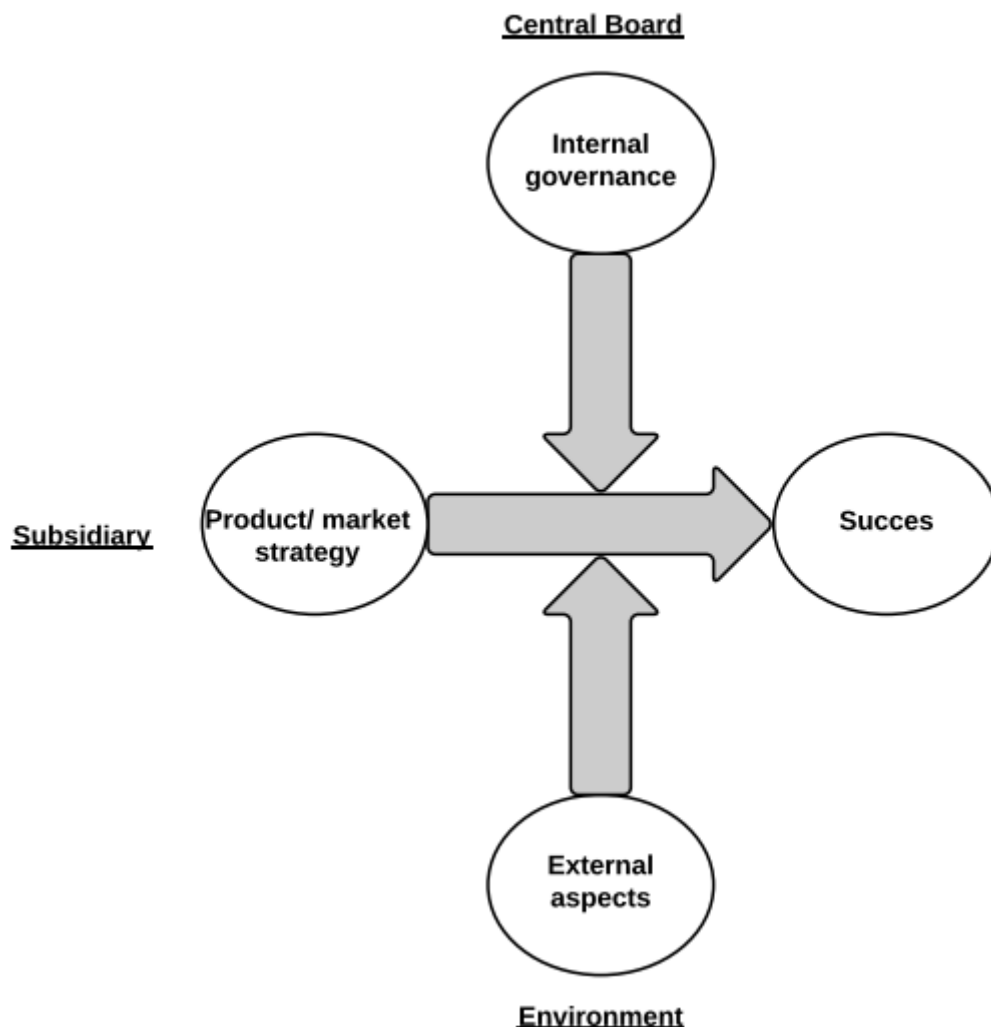 Central Board
Internal
governance
Subsidiary
Product/ market
strategy
Succes
External
aspects
Environment